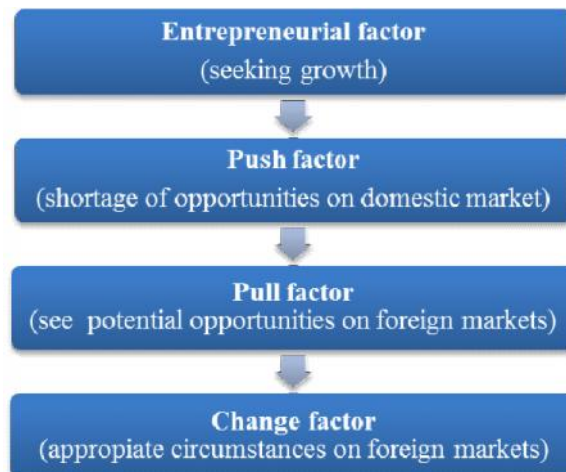 Entrepreneurial factor
(seeking growth)
Push factor
(shortage of opportunities on domestic market)
Pull factor
(see potential opportunities on foreign markets)
Change factor
(appropiate circumstances on foreign markets)